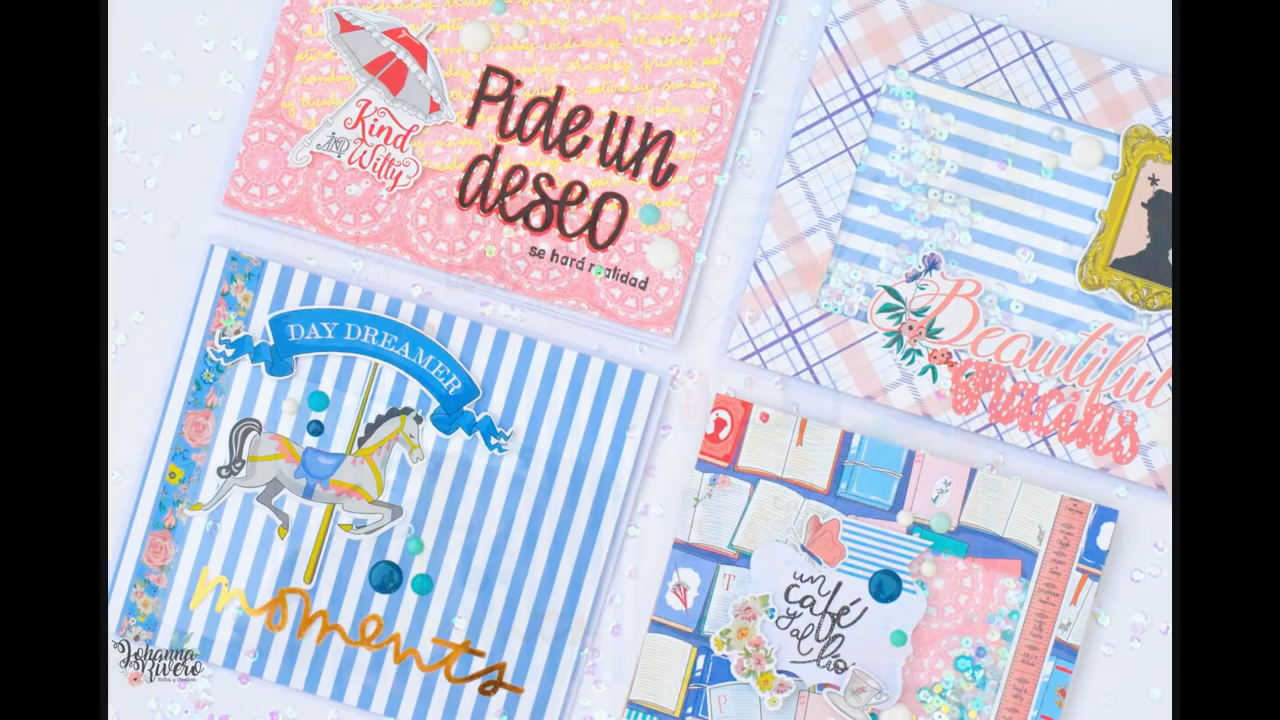 Kind
AND
Witty
Pide un
deseo
se hará realidad
Beautiful
Gracias
DAY DREAMER
moments
un
café
y al
lío
Johanna
Rivero